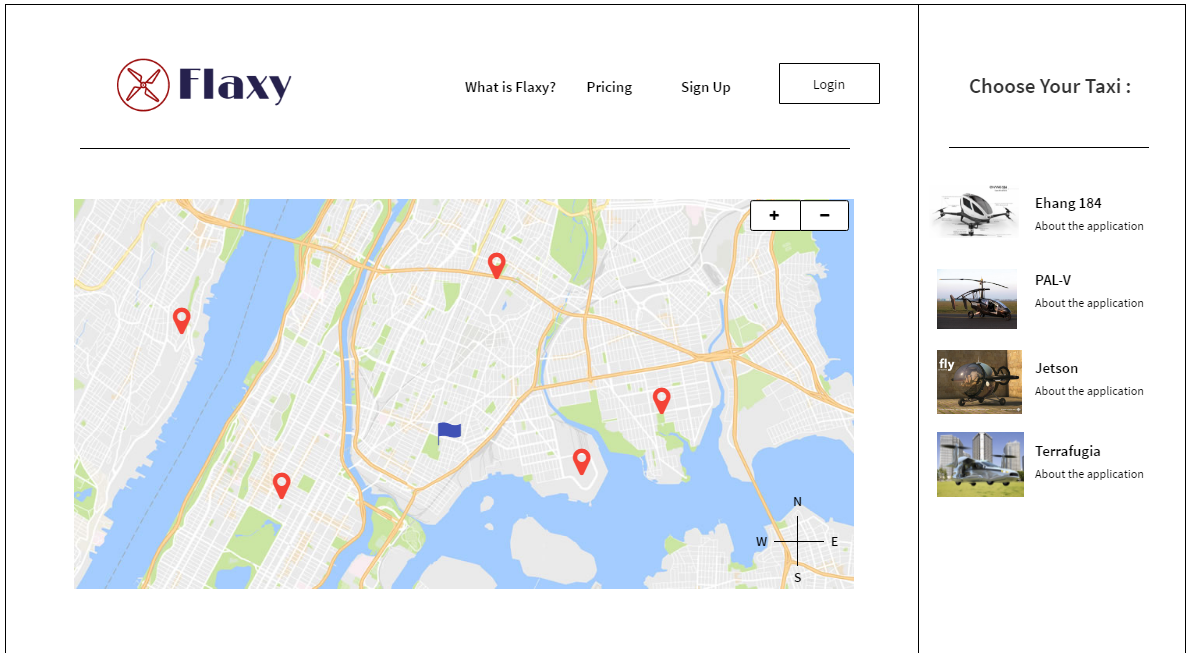 Flaxy
What is Flaxy? Pricing Sign Up Login
Choose Your Taxi :
+ −
N
W E
S
Ehang 184
About the application
PAL-V
About the application
fly
Jetson
About the application
Terrafugia
About the application